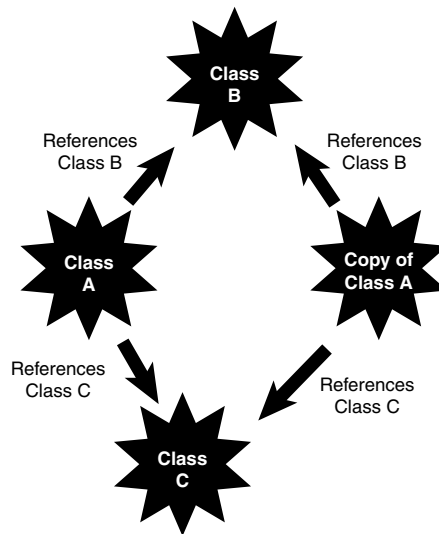 Class
B
References
Class B
References
Class B
Class
A
Copy of
Class A
References
Class C
References
Class C
Class
C